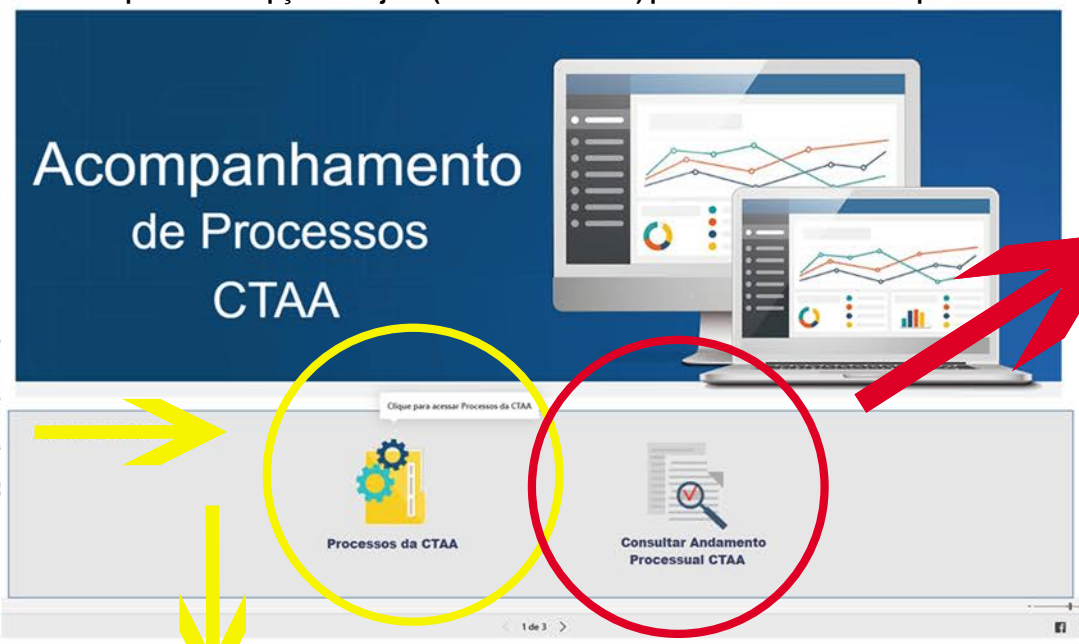 Acompanhamento
de Processos
CTAA
Clique para acessar Processos da CTAA
Processos da CTAA
Consultar Andamento
Processual CTAA
1 de 3